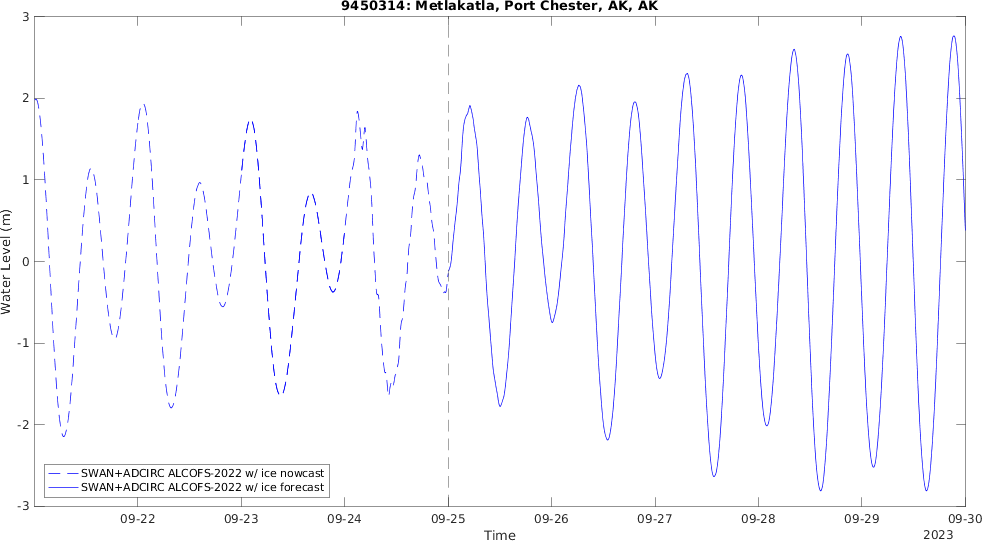 9450314: Metlakatla, Port Chester, AK, AK
3
2
1
0
-1
-2
-3
Water Level (m)
SWAN+ADCIRC ALCOFS-2022 w/ ice nowcast
SWAN+ADCIRC ALCOFS-2022 w/ ice forecast
09-22 09-23 09-24 09-25 09-26 09-27 09-28 09-29 09-30
Time
2023